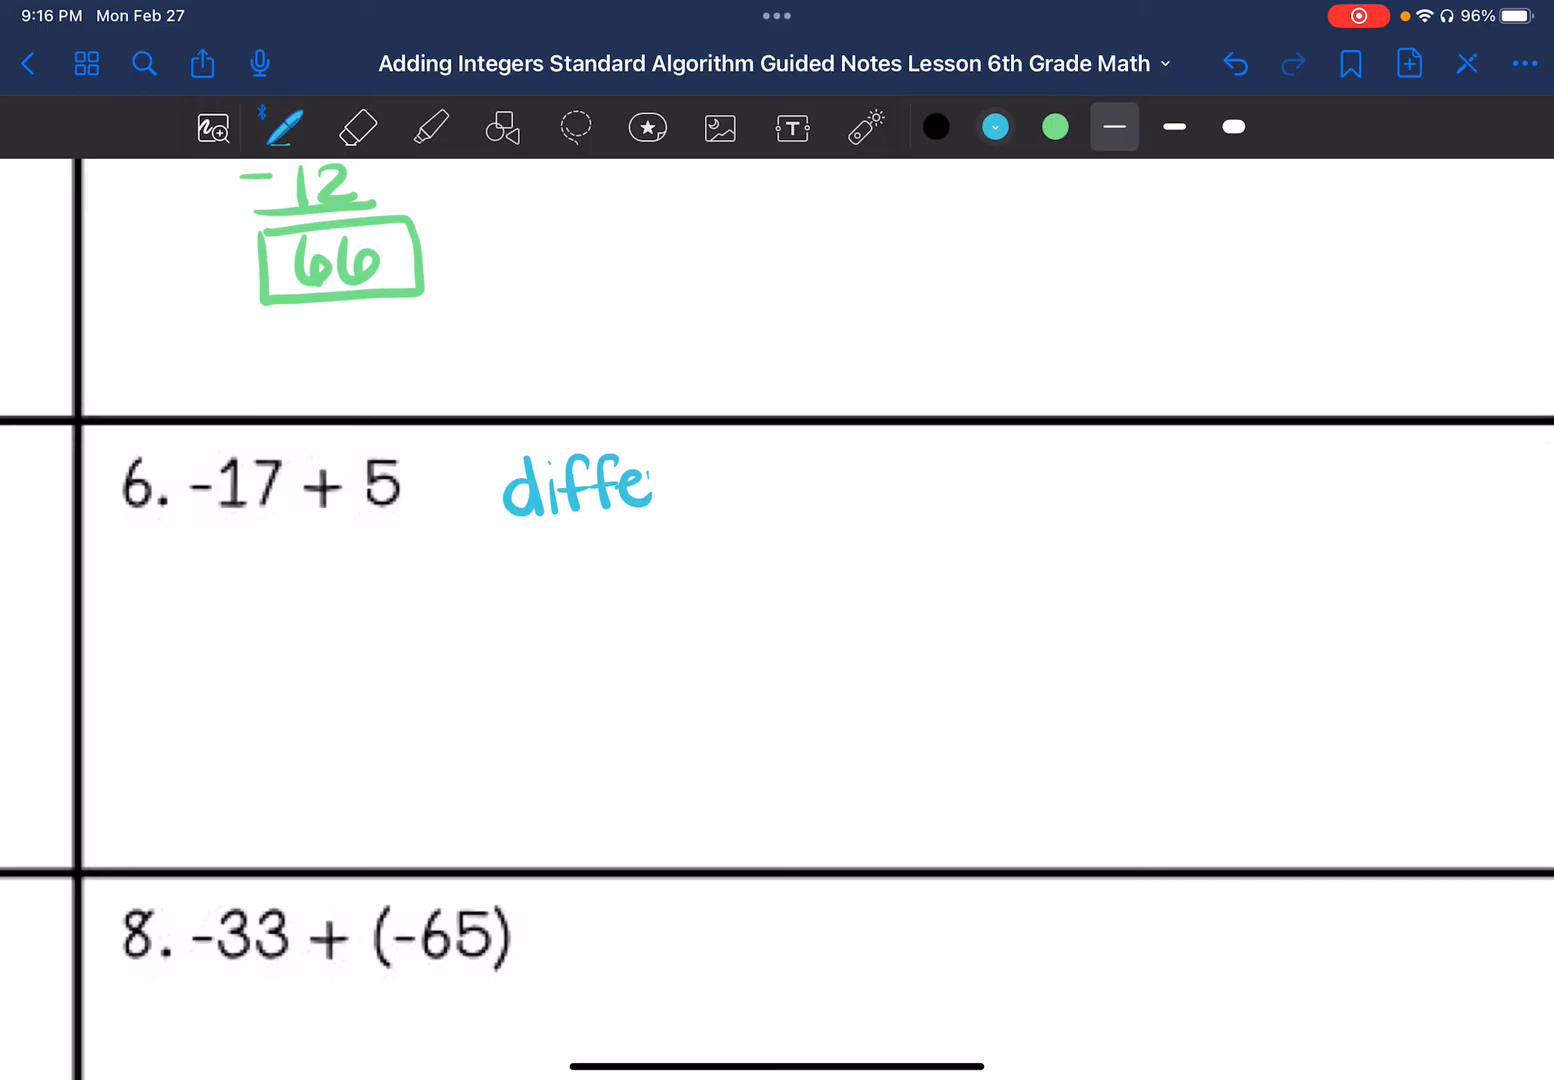 9:16 PM Mon Feb 27
96%
Adding Integers Standard Algorithm Guided Notes Lesson 6th Grade Math
T
- 12
66
6. -17 + 5 diffe
8. -33 + (-65)